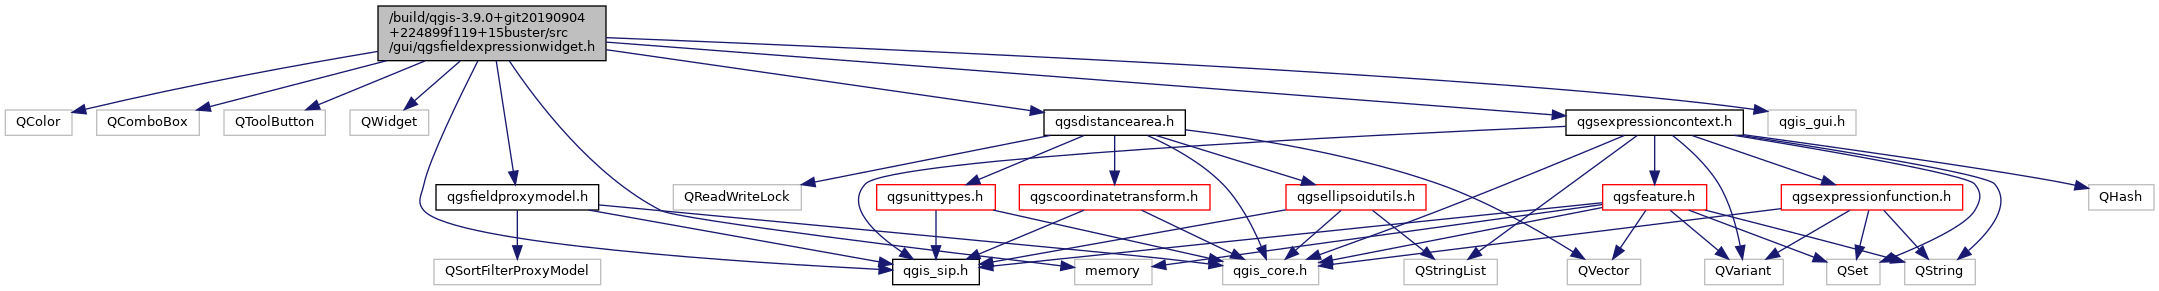 /build/qgis-3.9.0+git20190904
+224899f119+15buster/src
/gui/qgsfieldexpressionwidget.h
QColor
QComboBox
QToolButton
QWidget
qgsdistancearea.h
qgsexpressioncontext.h
qgis_gui.h
qgsfieldproxymodel.h
QReadWriteLock
qgsunittypes.h
qgscoordinatetransform.h
qgsellipsoidutils.h
qgsfeature.h
qgsexpressionfunction.h
QHash
QSortFilterProxyModel
qgis_sip.h
memory
qgis_core.h
QStringList
QVector
QVariant
QSet
QString